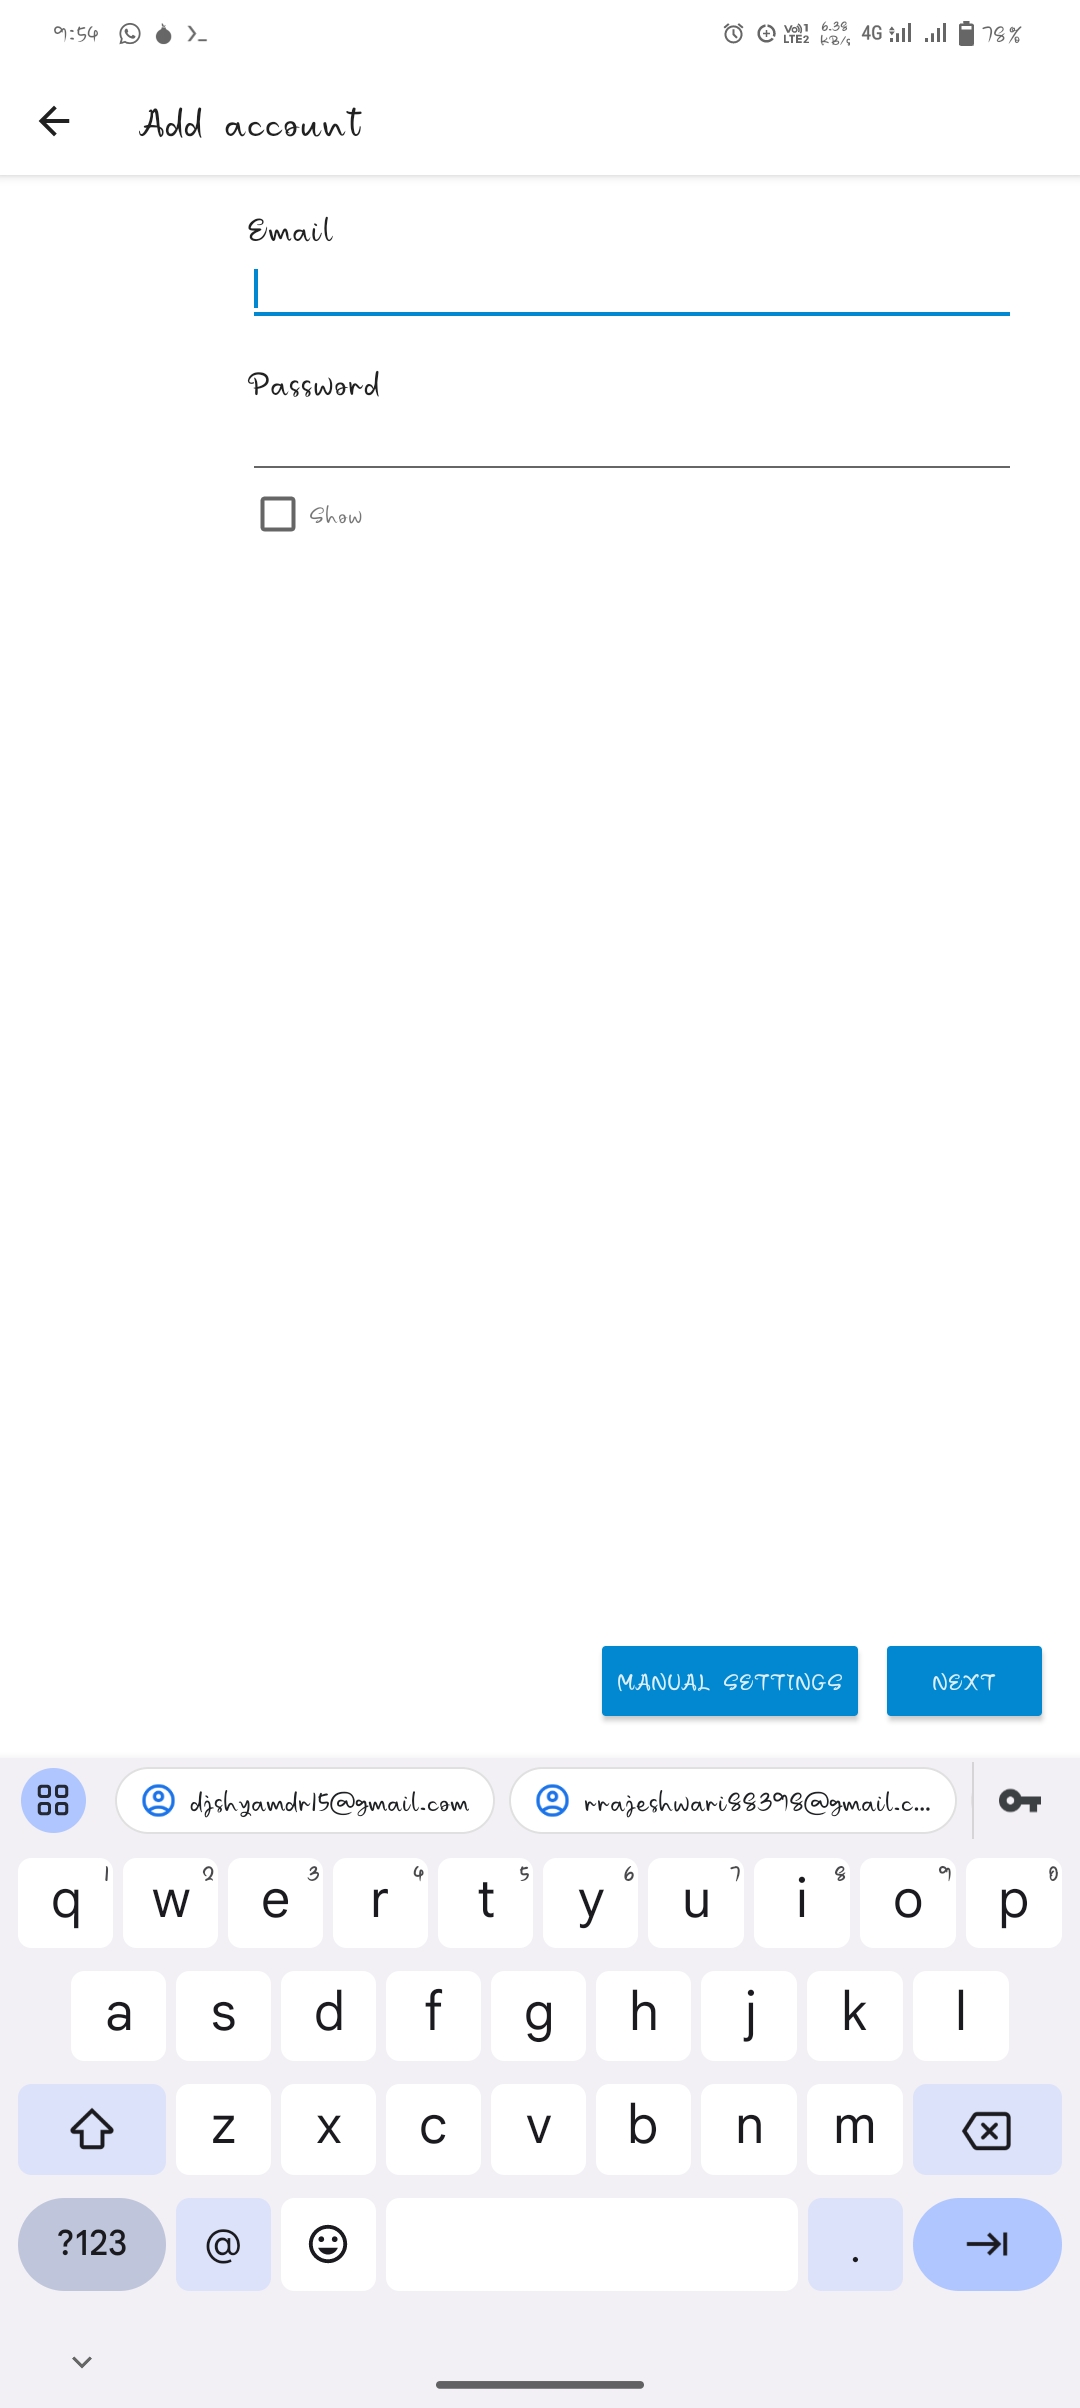 9:54
Vo))1 LTE2 6.38 KB/s 4G 78%
Add account
Email
Password
Show
MANUAL SETTINGS NEXT
djshyamdr15@gmail.com rrajeshwari88398@gmail.c...
q 1 w 2 e 3 r 4 t 5 y 6 u 7 i 8 o 9 p 0
a s d f g h j k l
z x c v b n m
?123 @ .